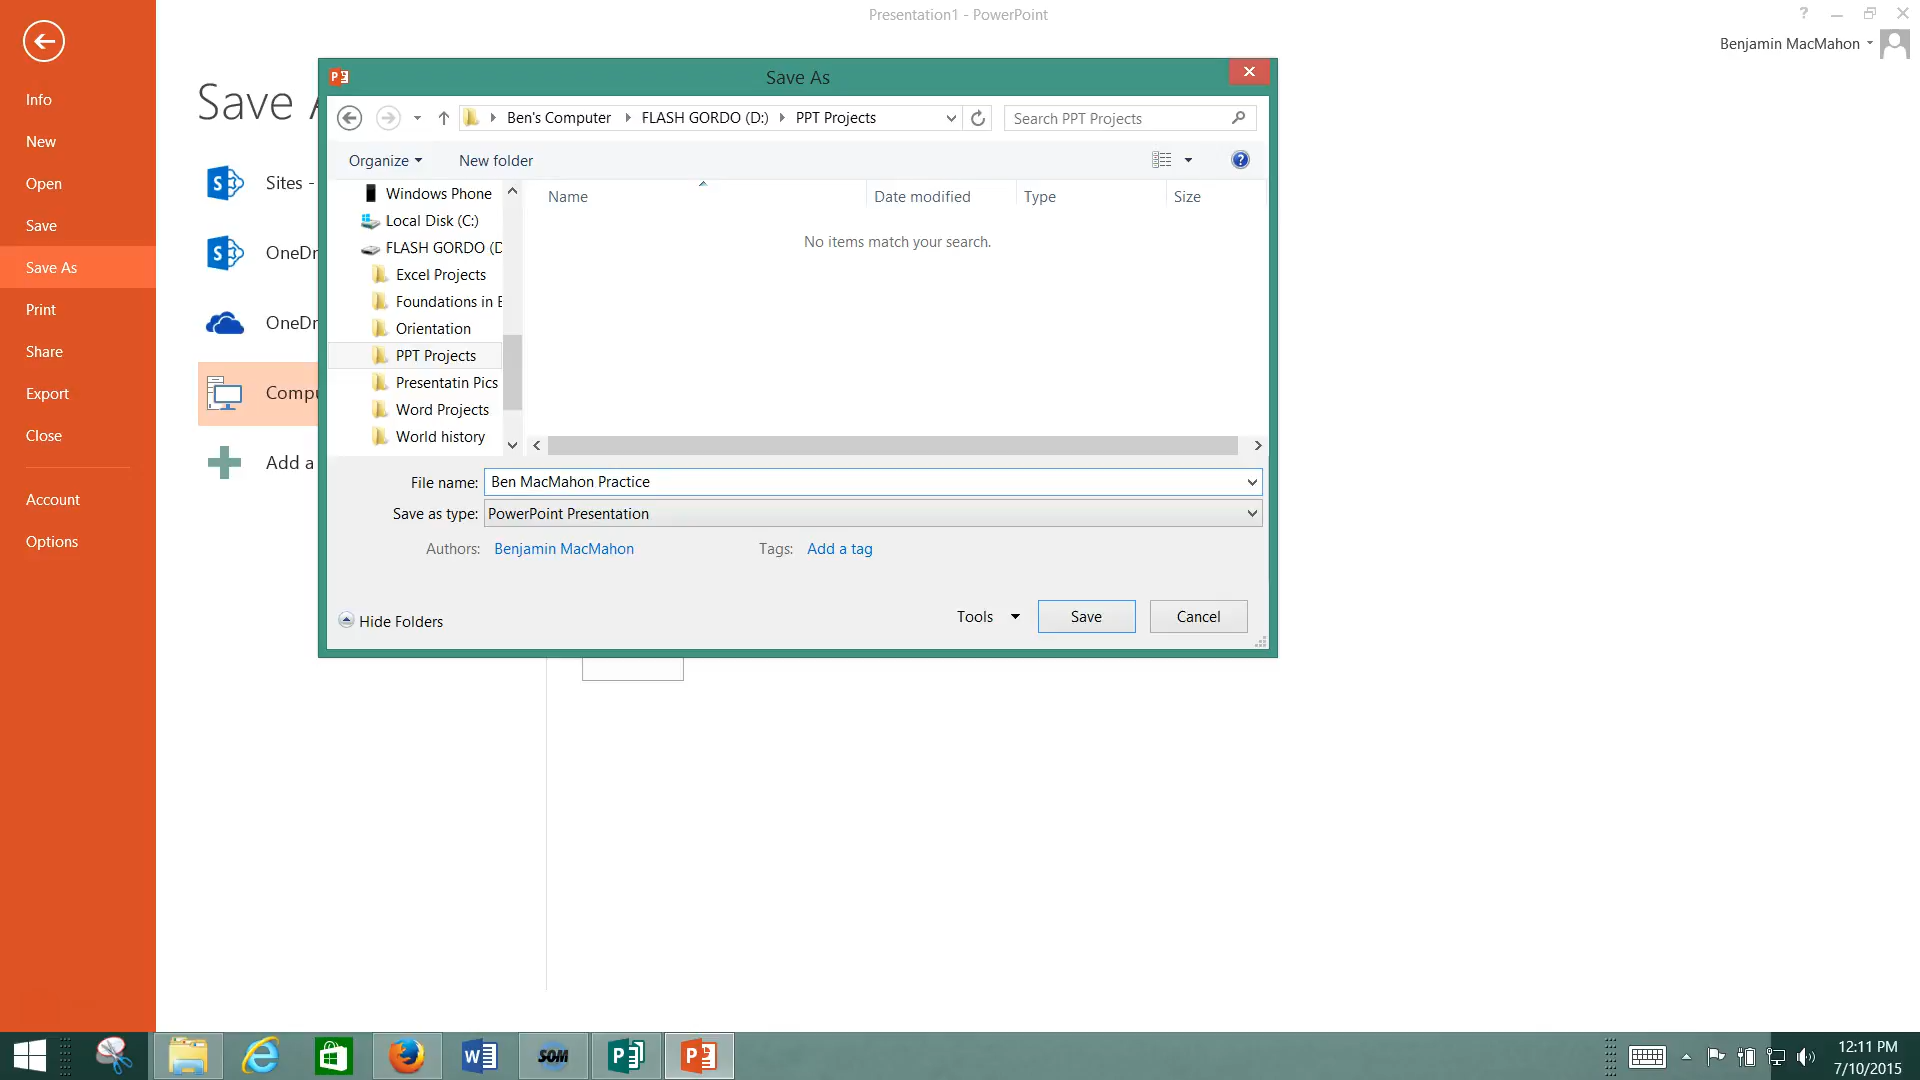 Presentation1 - PowerPoint
?
Benjamin MacMahon
Info
New
Open
Save
Save As
Print
Share
Export
Close
Account
Options
Save
Sites -
OneDr
OneDr
Compu
Add a
Save As
Ben's Computer
FLASH GORDO (D:)
PPT Projects
Search PPT Projects
Organize
New folder
Windows Phone
Local Disk (C:)
FLASH GORDO (D
Excel Projects
Foundations in E
Orientation
PPT Projects
Presentatin Pics
Word Projects
World history
Name
Date modified
Type
Size
No items match your search.
File name: Ben MacMahon Practice
Save as type: PowerPoint Presentation
Authors: Benjamin MacMahon
Tags: Add a tag
Hide Folders
Tools
Save
Cancel
SOM
12:11 PM
7/10/2015